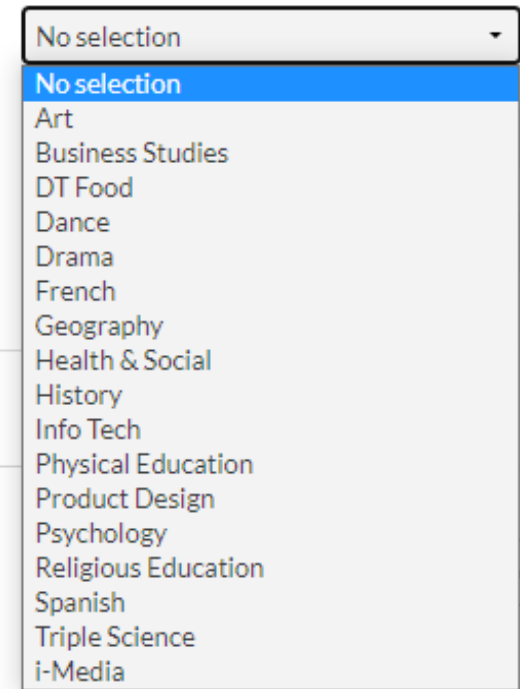 No selection
No selection
Art
Business Studies
DT Food
Dance
Drama
French
Geography
Health & Social
History
Info Tech
Physical Education
Product Design
Psychology
Religious Education
Spanish
Triple Science
i-Media